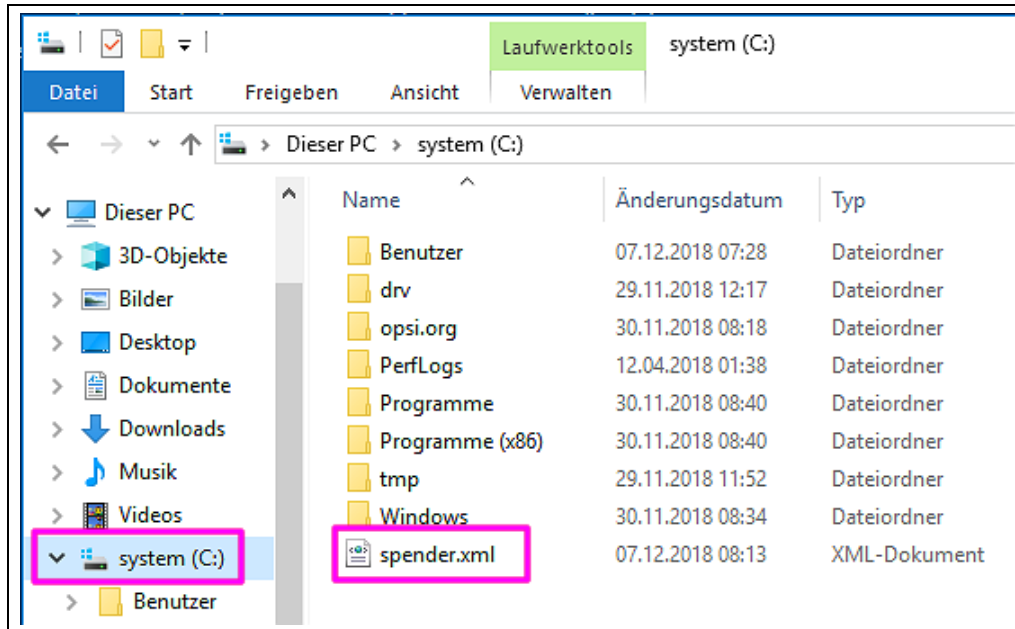 Laufwerktools system (C:)
Datei Start Freigeben Ansicht Verwalten
Dieser PC system (C:)
Dieser PC
3D-Objekte
Bilder
Desktop
Dokumente
Downloads
Musik
Videos
system (C:)
Benutzer
Name Änderungsdatum Typ
Benutzer 07.12.2018 07:28 Dateiordner
drv 29.11.2018 12:17 Dateiordner
opsi.org 30.11.2018 08:18 Dateiordner
PerfLogs 12.04.2018 01:38 Dateiordner
Programme 30.11.2018 08:40 Dateiordner
Programme (x86) 30.11.2018 08:40 Dateiordner
tmp 29.11.2018 11:52 Dateiordner
Windows 30.11.2018 08:34 Dateiordner
spender.xml 07.12.2018 08:13 XML-Dokument